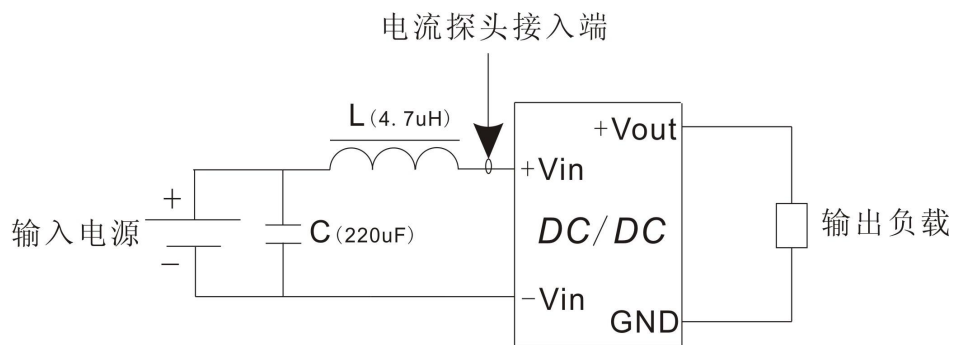 电流探头接入端
L(4.7uH)
+Vout
+Vin
+
输入电源
C(220uF)
DC/DC
输出负载
−
−Vin
GND